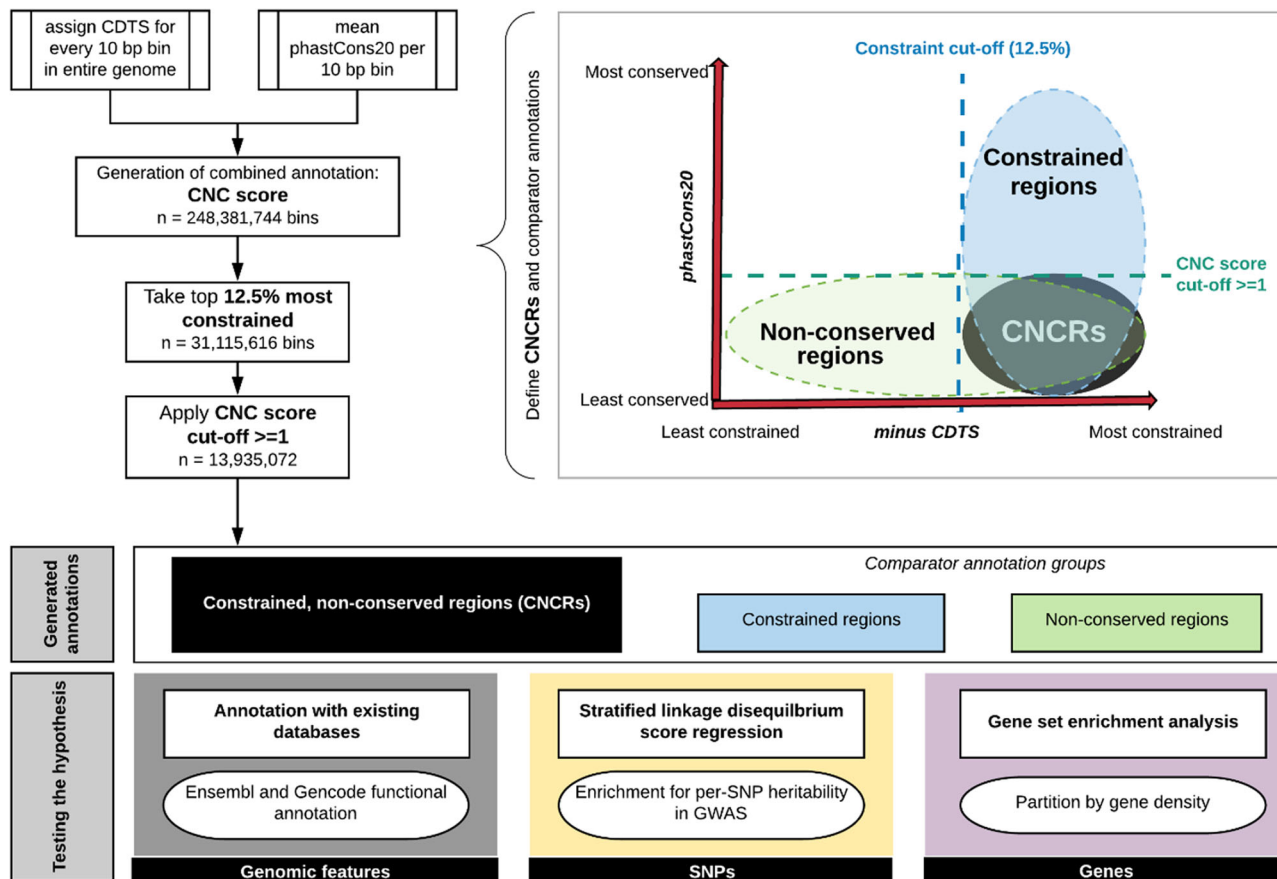 assign CDTS for
every 10 bp bin
in entire genome
mean
phastCons20 per
10 bp bin
Generation of combined annotation:
CNC score
n = 248,381,744 bins
Take top 12.5% most
constrained
n = 31,115,616 bins
Apply CNC score
cut-off >=1
n = 13,935,072
Define CNCRs and comparator annotations
Constraint cut-off (12.5%)
Most conserved
phastCons20
Constrained
regions
CNC score
cut-off >=1
Non-conserved
regions
CNCRs
Least conserved
Least constrained
minus CDTS
Most constrained
Generated
annotations
Constrained, non-conserved regions (CNCRs)
Comparator annotation groups
Constrained regions
Non-conserved regions
Testing the hypothesis
Annotation with existing
databases
Ensembl and Gencode functional
annotation
Genomic features
Stratified linkage disequilbrium
score regression
Enrichment for per-SNP heritability
in GWAS
SNPs
Gene set enrichment analysis
Partition by gene density
Genes